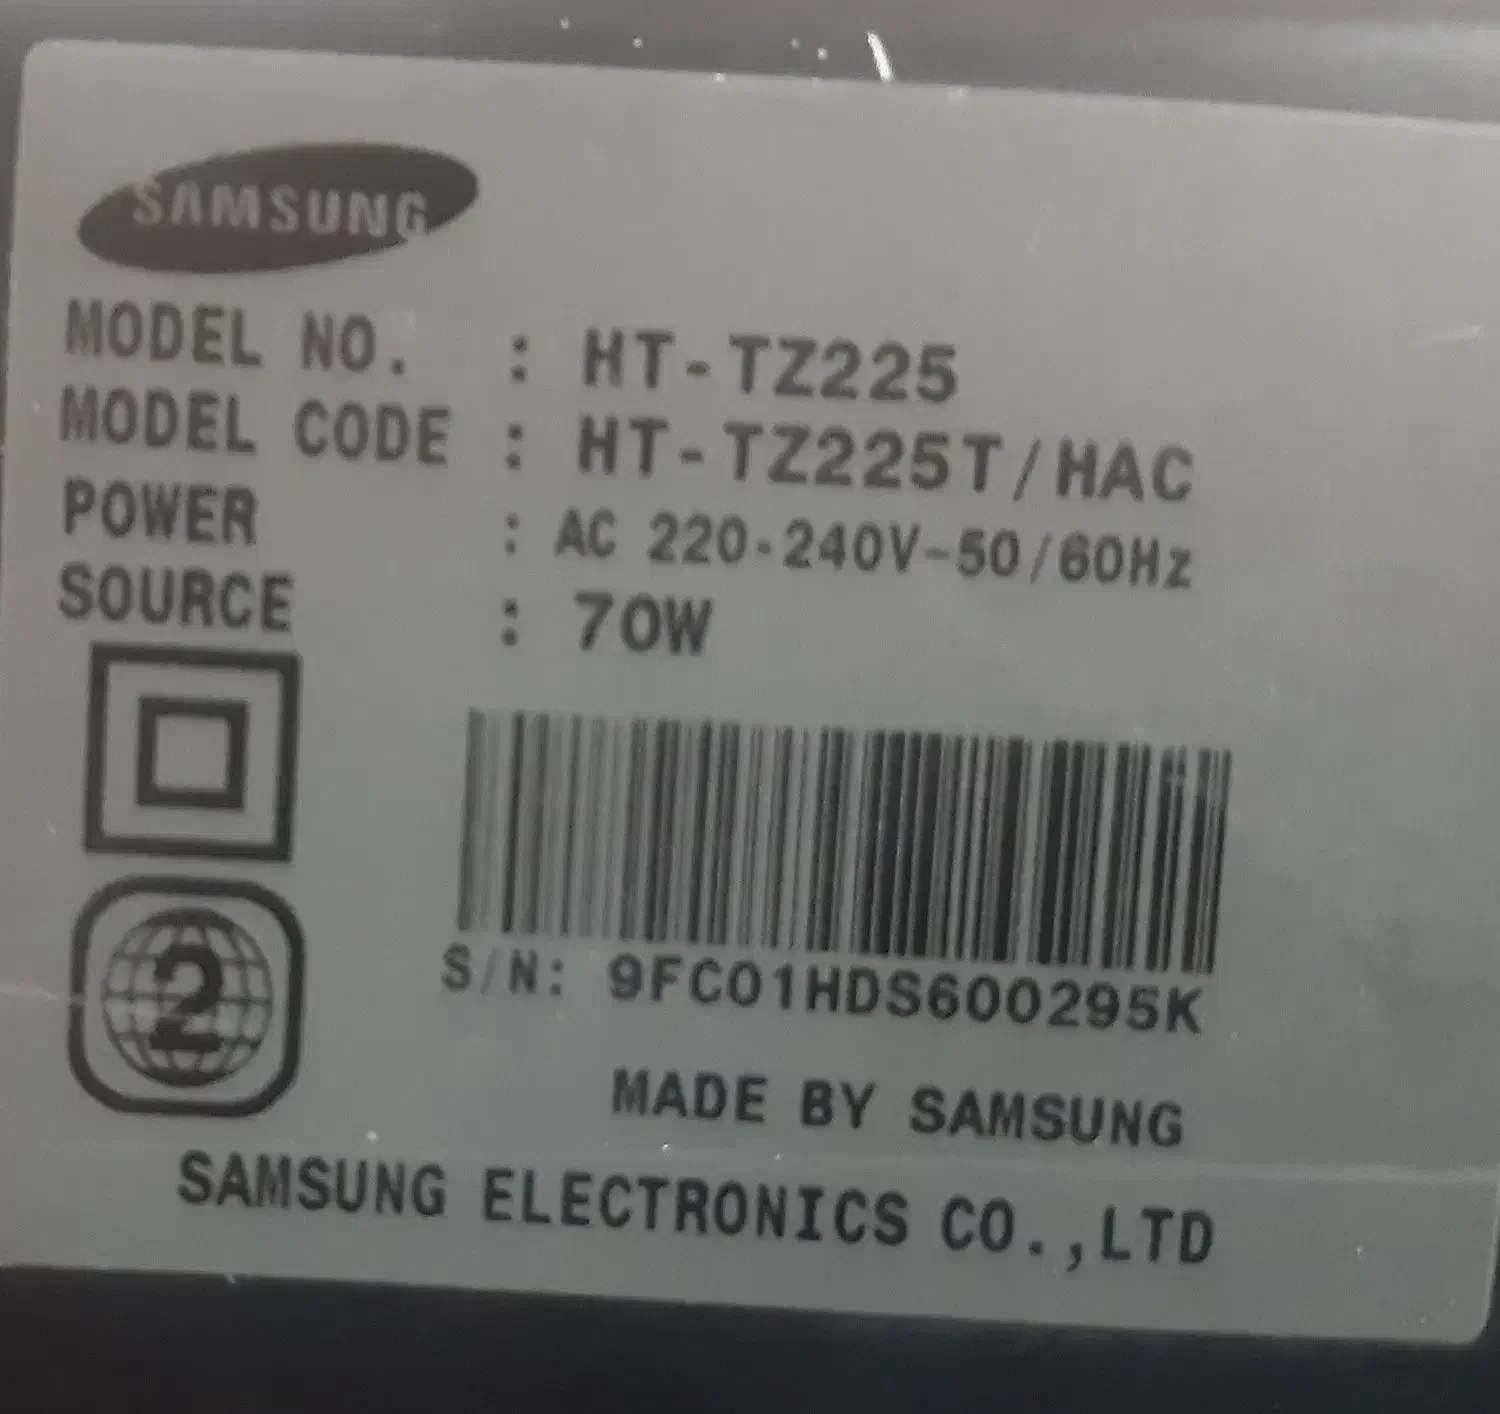 SAMSUNG
MODEL NO. : HT-TZ225
MODEL CODE : HT-TZ225T/HAC
POWER : AC 220-240V~50/60Hz
SOURCE : 70W
2
S/N: 9FC01HDS600295K
MADE BY SAMSUNG
SAMSUNG ELECTRONICS CO.,LTD